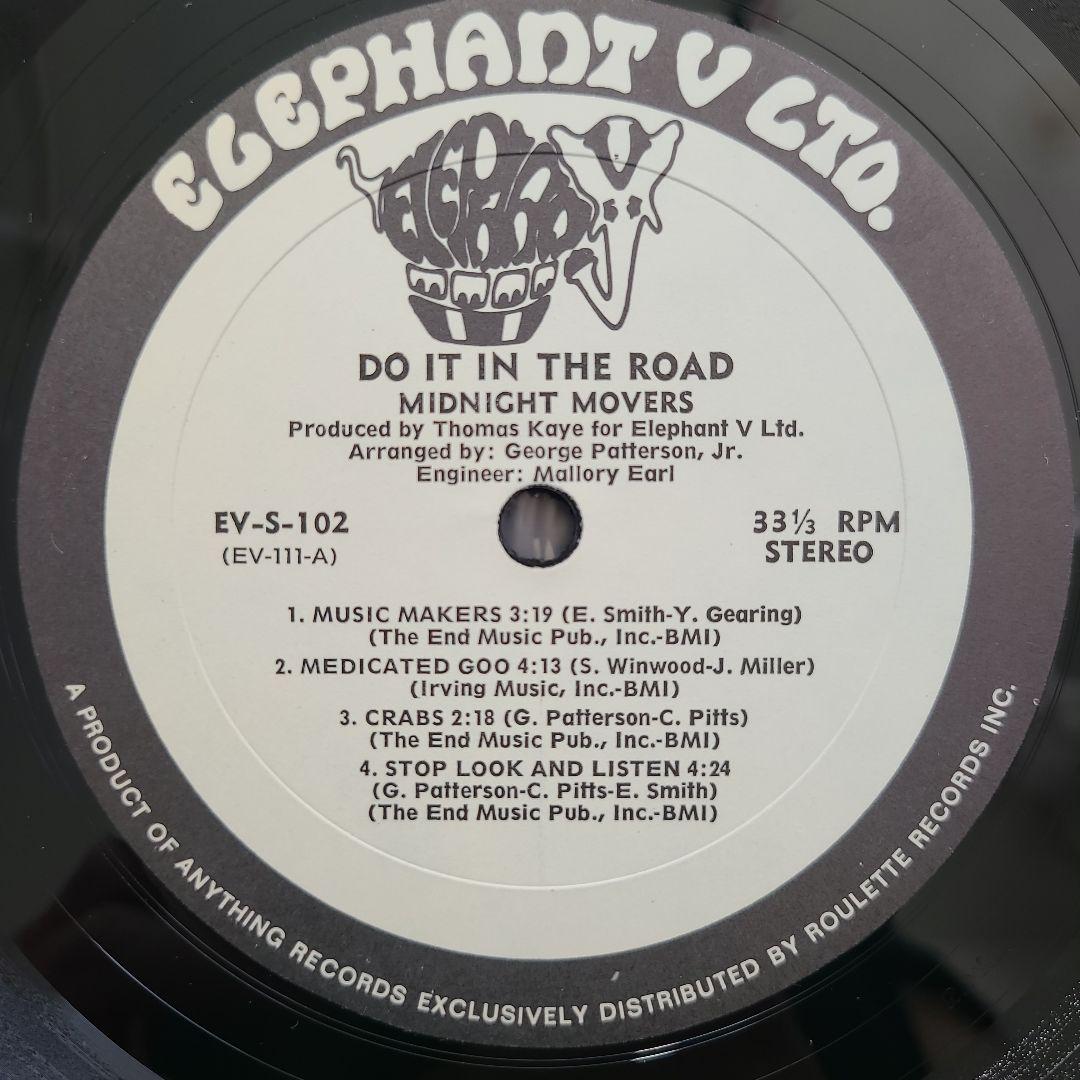 ELEPHANT V LTD.
ELEPHANT V
DO IT IN THE ROAD
MIDNIGHT MOVERS
Produced by Thomas Kaye for Elephant V Ltd.
Arranged by: George Patterson, Jr.
Engineer: Mallory Earl
EV-S-102
(EV-111-A)
33⅓ RPM
STEREO
1. MUSIC MAKERS 3:19 (E. Smith-Y. Gearing)
(The End Music Pub., Inc.-BMI)
2. MEDICATED GOO 4:13 (S. Winwood-J. Miller)
(Irving Music, Inc.-BMI)
3. CRABS 2:18 (G. Patterson-C. Pitts)
(The End Music Pub., Inc.-BMI)
4. STOP LOOK AND LISTEN 4:24
(G. Patterson-C. Pitts-E. Smith)
(The End Music Pub., Inc.-BMI)
A PRODUCT OF ANYTHING RECORDS EXCLUSIVELY DISTRIBUTED BY ROULETTE RECORDS INC.